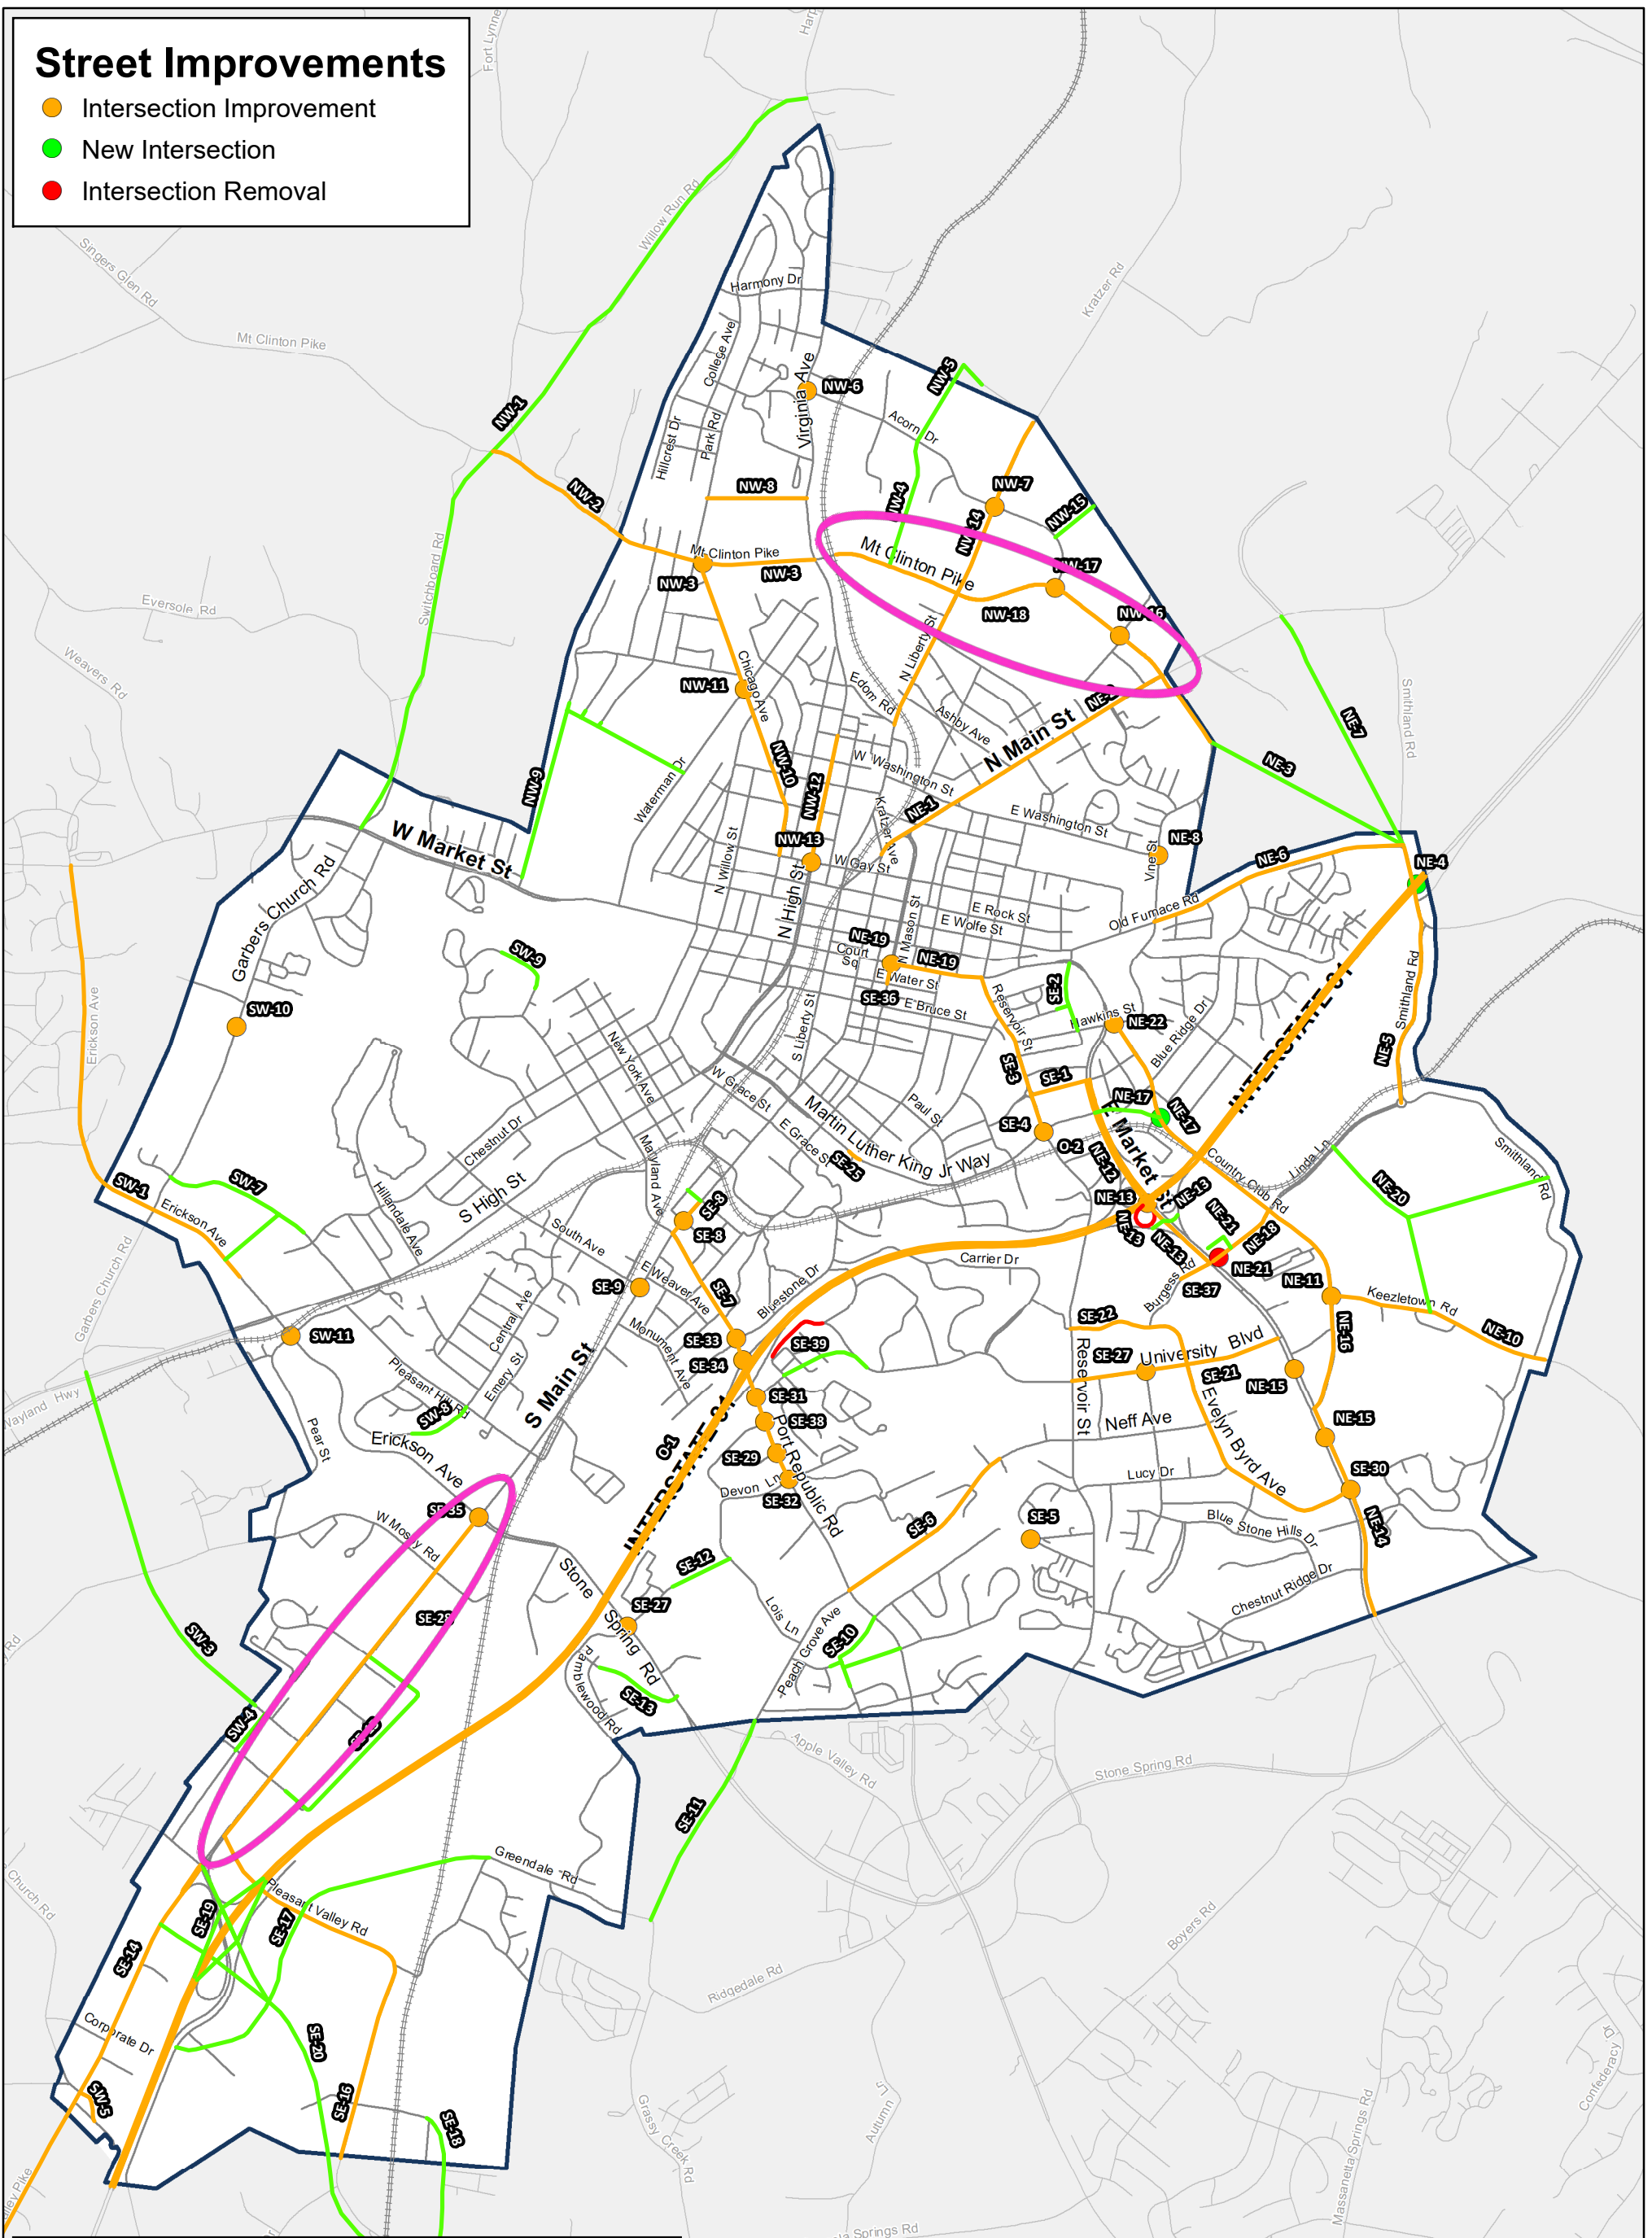 Street Improvements
Intersection Improvement
New Intersection
Intersection Removal
Fort Lynne
Harp
Willow Run Rd
Singers Glen Rd
Mt Clinton Pike
Kratzer Rd
Harmony Dr
College Ave
Virginia Ave
NW-6
NW-5
NW-1
Hillcrest Dr
Park Rd
Acorn Dr
NW-8
NW-2
NW-4
NW-7
NW-15
NW-14
Mt Clinton Pike
NW-3
NW-3
Mt Clinton Pike
NW-17
NW-18
NW-16
Switchboard Rd
Eversole Rd
Weavers Rd
N Liberty St
NW-11
Chicago Ave
Edom Rd
Ashby Ave
N Main St
Smithland Rd
NE-7
NE-3
NW-9
Waterman Dr
NW-10
NW-12
W Washington St
Kratzer Ave
NE-1
E Washington St
NW-13
W Gay St
N Willow St
Vine St
NE-8
NE-6
NE-4
W Market St
Garbers Church Rd
N High St
N Mason St
E Rock St
E Wolfe St
Old Furnace Rd
SW-9
NE-19
Court Sq
NE-19
E Water St
SE-36
E Bruce St
SE-2
Reservoir St
Hawkins St
NE-22
Blue Ridge Dr
INTERSTATE 81
Smithland Rd
NE-5
SW-10
Erickson Ave
S Liberty St
New York Ave
W Grace St
Martin Luther King Jr Way
E Grace St
SE-25
Paul St
SE-3
SE-1
SE-4
O-2
NE-17
NE-17
E Market St
NE-12
Country Club Rd
Linda Ln
Smithland Rd
NE-20
Chestnut Dr
S High St
Maryland Ave
Hillandale Ave
SW-1
SW-7
Erickson Ave
South Ave
SE-8
SE-8
NE-13
NE-13
NE-13
NE-13
NE-21
NE-18
NE-21
Burgess Rd
SE-37
NE-11
Keezletown Rd
NE-10
Carrier Dr
Garbers Church Rd
SE-9
E Weaver Ave
SE-7
Bluestone Dr
SW-11
Central Ave
Monument Ave
SE-33
SE-34
SE-39
SE-22
SE-27
University Blvd
SE-21
NE-16
NE-15
Pleasant Hill Rd
Emery St
S Main St
SW-8
SE-31
SE-38
Port Republic Rd
Reservoir St
Neff Ave
Evelyn Byrd Ave
NE-15
Pear St
Erickson Ave
INTERSTATE 81
O-1
SE-29
Devon Ln
SE-32
Lucy Dr
SE-30
SE-35
W Mosby Rd
Stone Spring Rd
SE-6
SE-5
Blue Stone Hills Dr
NE-14
SE-12
Chestnut Ridge Dr
SE-28
SE-27
Lois Ln
Peach Grove Ave
SE-10
SW-3
Ramblewood Rd
SE-13
SW-4
Apple Valley Rd
Stone Spring Rd
SE-11
Greendale Rd
Church Rd
Pleasant Valley Rd
SE-19
SE-17
SE-14
Boyers Rd
Ridgedale Rd
Corporate Dr
SE-20
SW-5
SE-16
SE-18
Grassy Creek Rd
Autumn Ln
Massanetta Springs Rd
Confederacy Dr